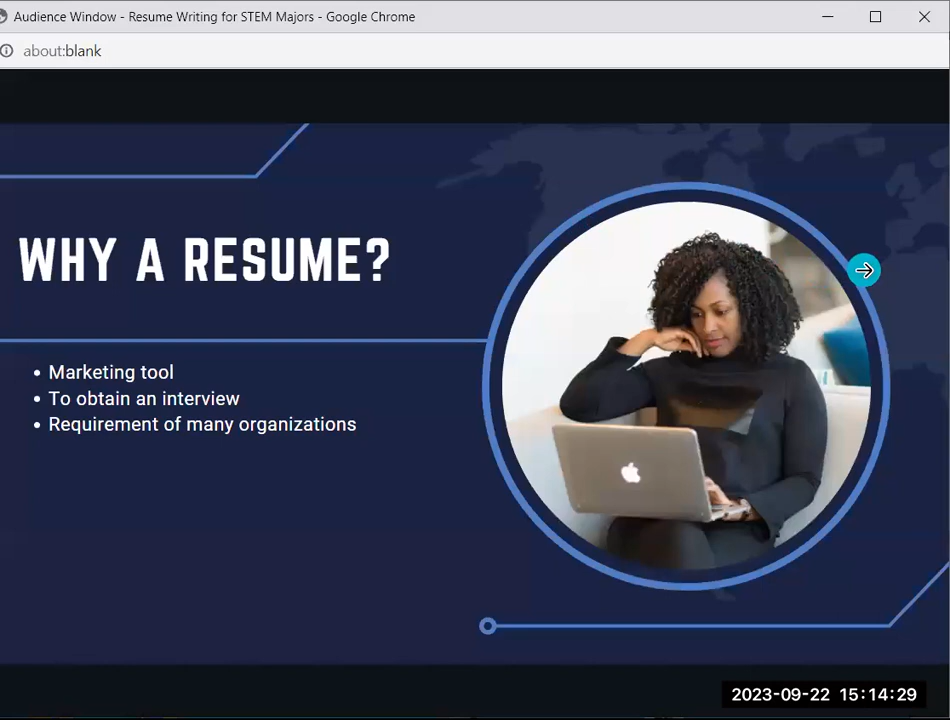 Audience Window - Resume Writing for STEM Majors - Google Chrome
about:blank
WHY A RESUME?
• Marketing tool
• To obtain an interview
• Requirement of many organizations
2023-09-22 15:14:29